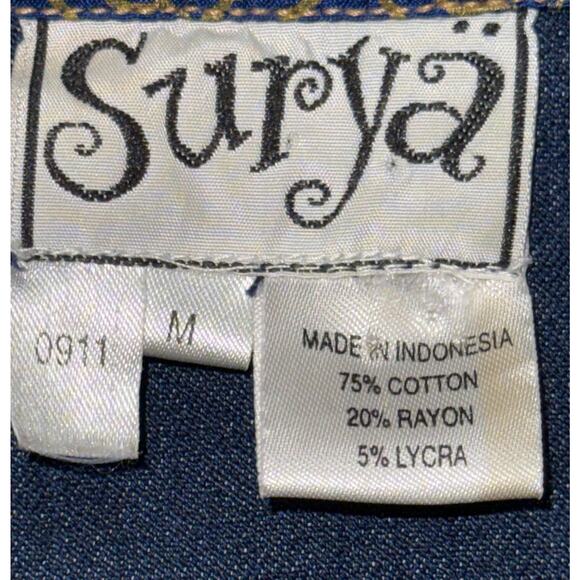 Suryä
0911
M
MADE IN INDONESIA
75% COTTON
20% RAYON
5% LYCRA